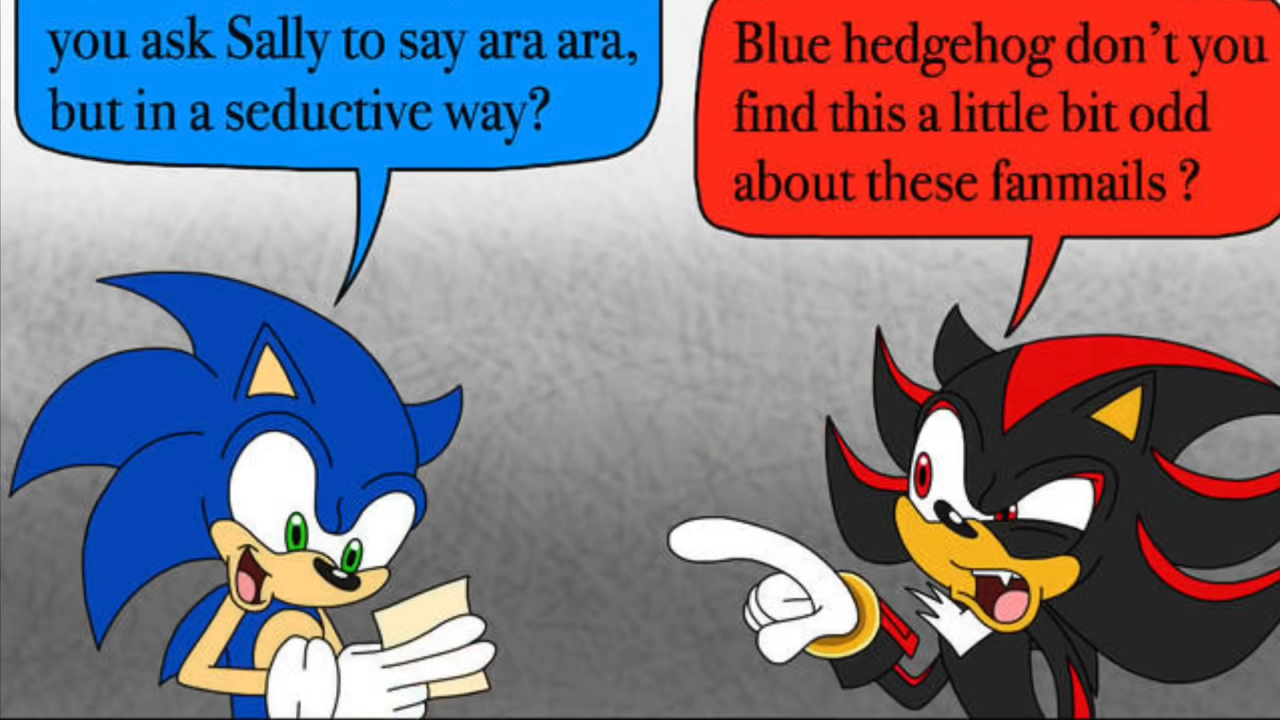 you ask Sally to say ara ara,
but in a seductive way?
Blue hedgehog don't you
find this a little bit odd
about these fanmails ?